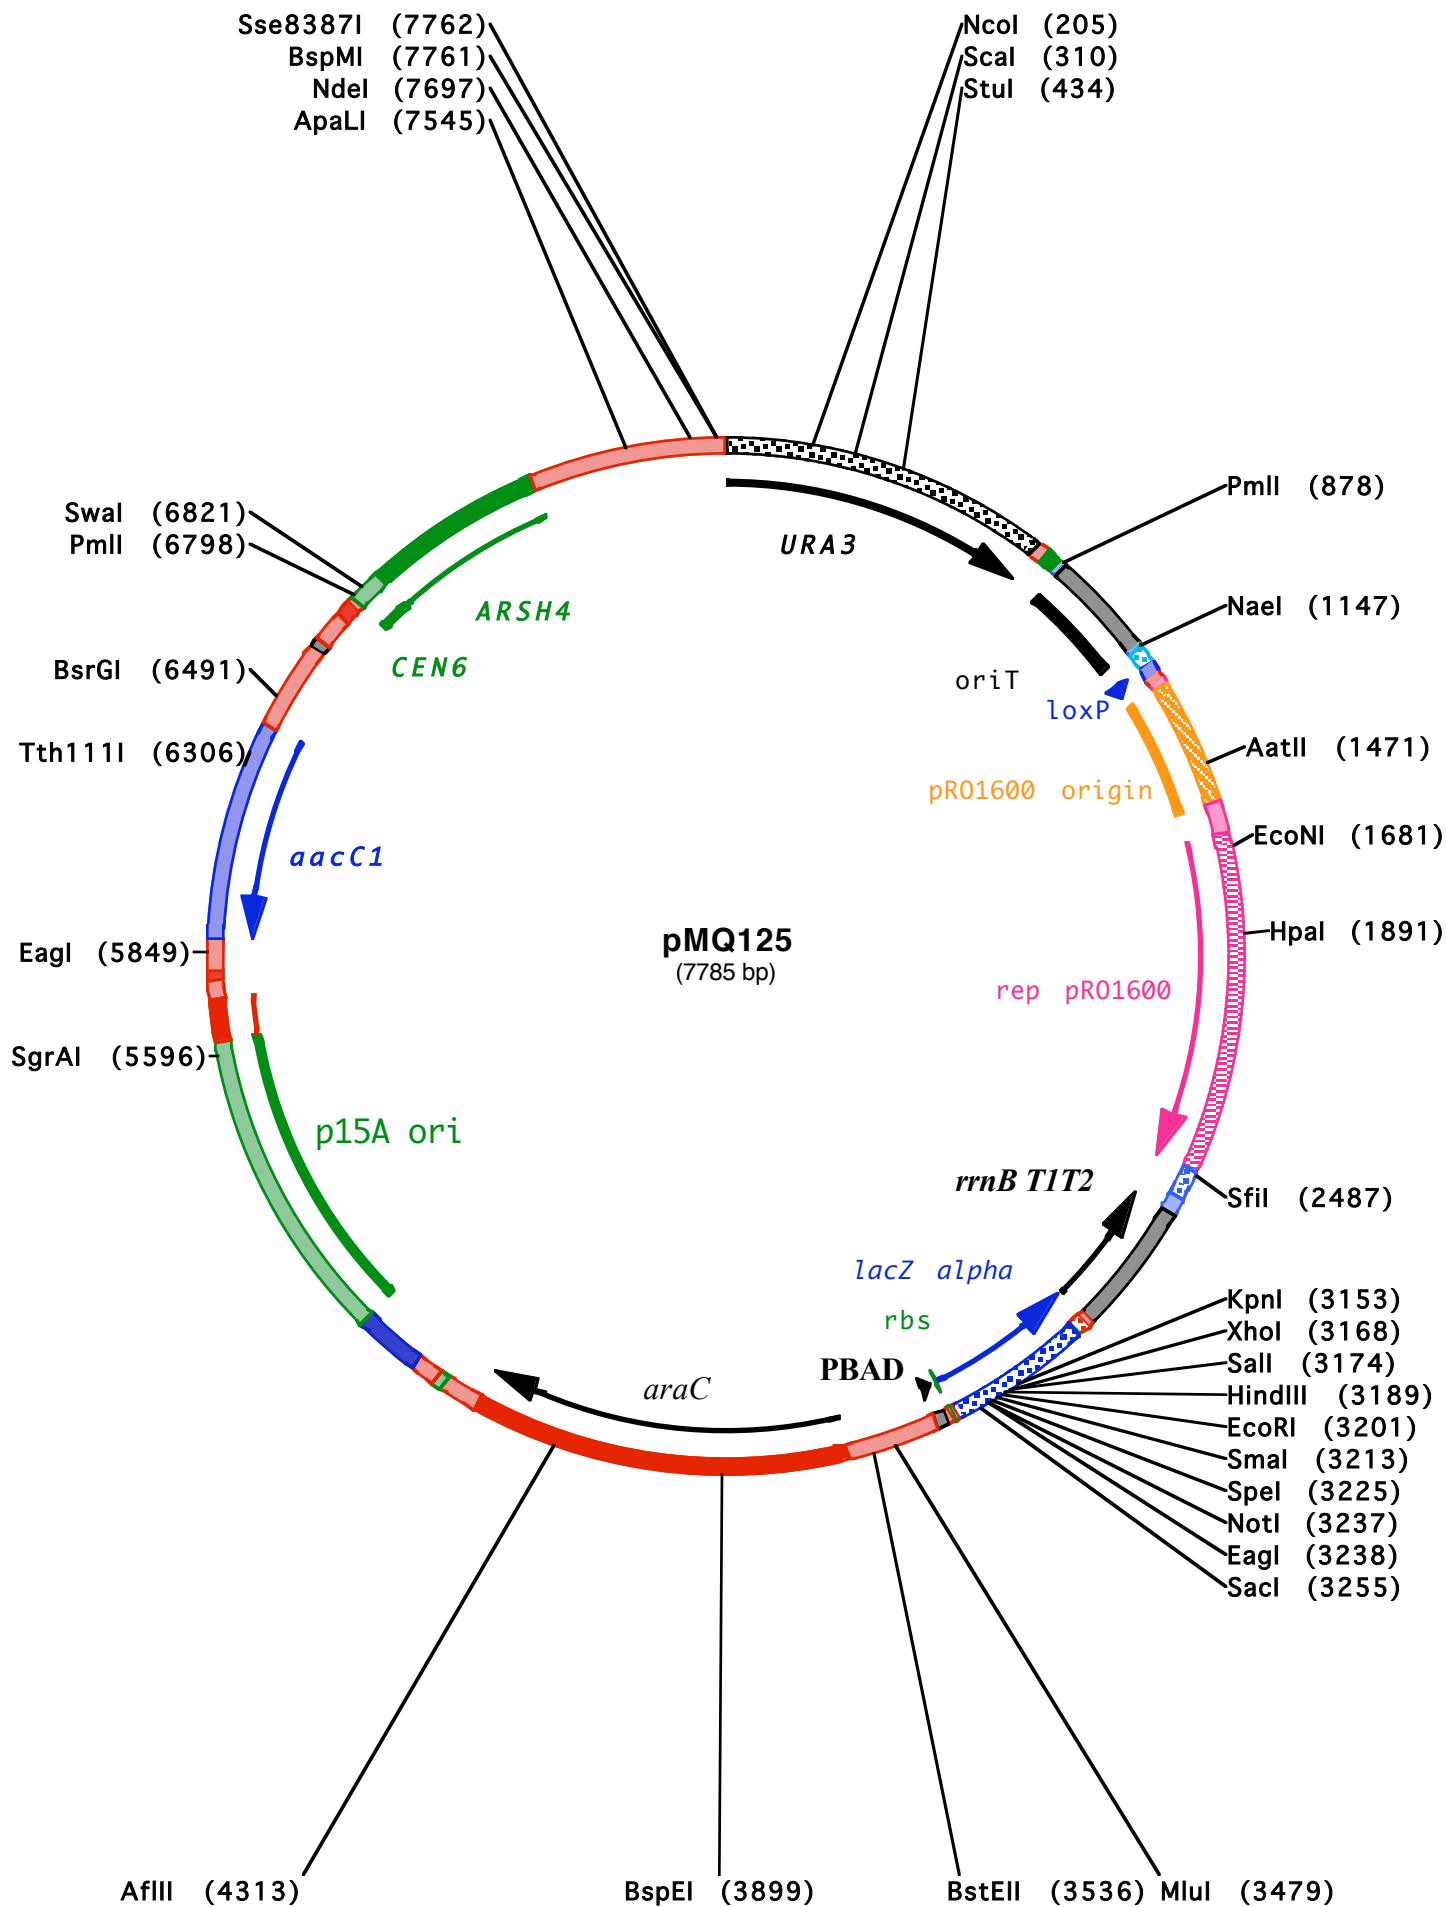 Sse8387I (7762)
BspMI (7761)
NdeI (7697)
ApaLI (7545)
NcoI (205)
ScaI (310)
StuI (434)
PmlI (878)
NaeI (1147)
AatII (1471)
EcoNI (1681)
HpaI (1891)
SfiI (2487)
KpnI (3153)
XhoI (3168)
SalI (3174)
HindIII (3189)
EcoRI (3201)
SmaI (3213)
SpeI (3225)
NotI (3237)
EagI (3238)
SacI (3255)
MluI (3479)
BstEII (3536)
BspEI (3899)
AflII (4313)
SgrAI (5596)
EagI (5849)
Tth111I (6306)
BsrGI (6491)
PmlI (6798)
SwaI (6821)
URA3
oriT
loxP
pRO1600 origin
rep pRO1600
rrnB T1T2
lacZ alpha
rbs
PBAD
araC
p15A ori
aacC1
CEN6
ARSH4
pMQ125
(7785 bp)